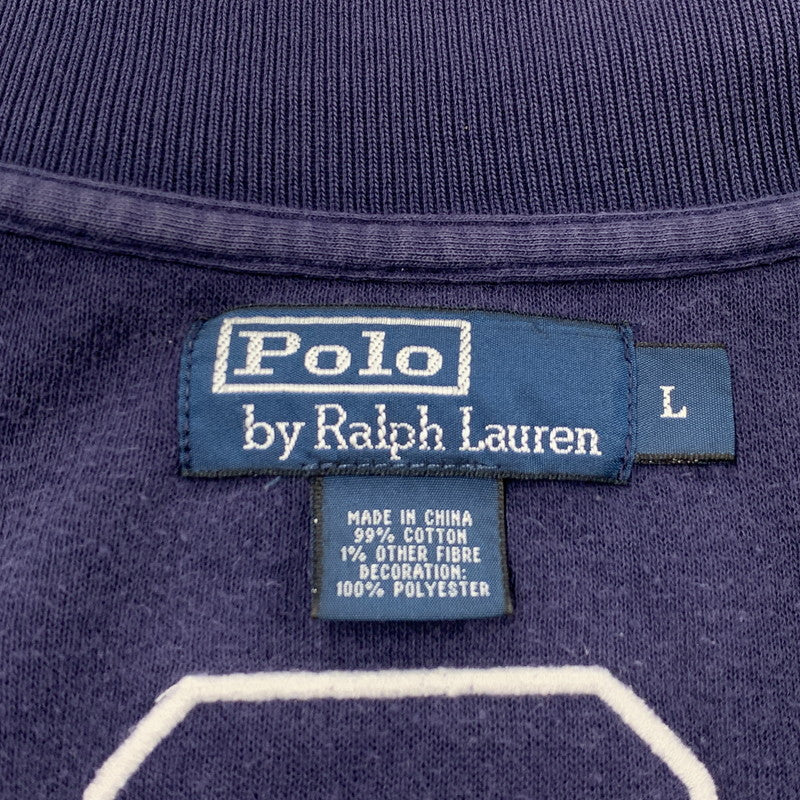 Polo
by Ralph Lauren
L
MADE IN CHINA
99% COTTON
1% OTHER FIBRE
DECORATION:
100% POLYESTER